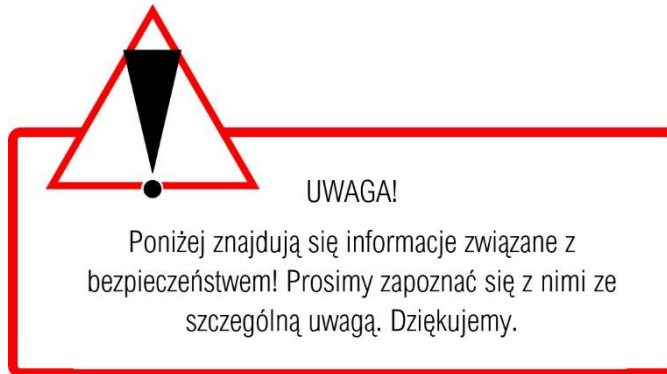 UWAGA!
Poniżej znajdują się informacje związane z
bezpieczeństwem! Prosimy zapoznać się z nimi ze
szczególną uwagą. Dziękujemy.